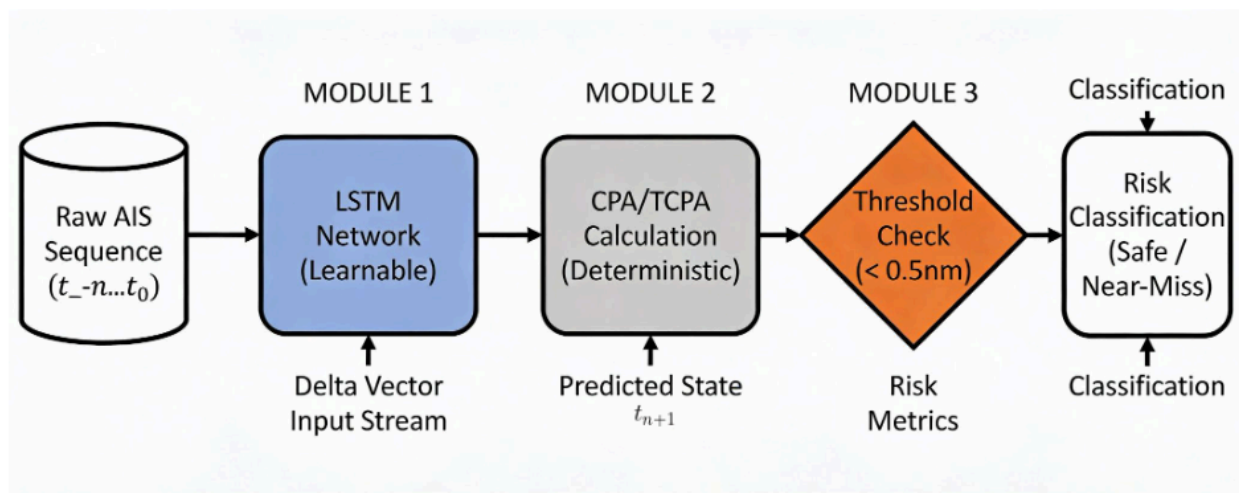 MODULE 1
MODULE 2
MODULE 3
Classification
Raw AIS
Sequence
(t_-n...t₀)
LSTM
Network
(Learnable)
CPA/TCPA
Calculation
(Deterministic)
Threshold
Check
(< 0.5nm)
Risk
Classification
(Safe /
Near-Miss)
Delta Vector
Input Stream
Predicted State
tₙ₊₁
Risk
Metrics
Classification